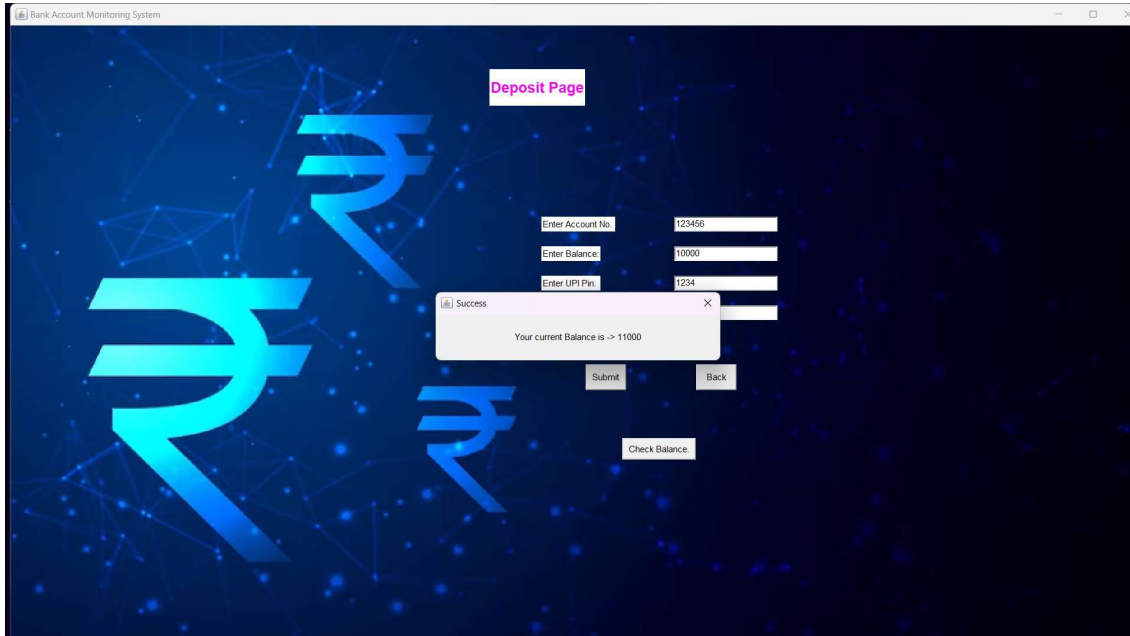 Bank Account Monitoring System
Deposit Page
Enter Account No. 123456
Enter Balance: 10000
Enter UPI Pin: 1234
Success
Your current Balance is -> 11000
Submit Back
Check Balance.